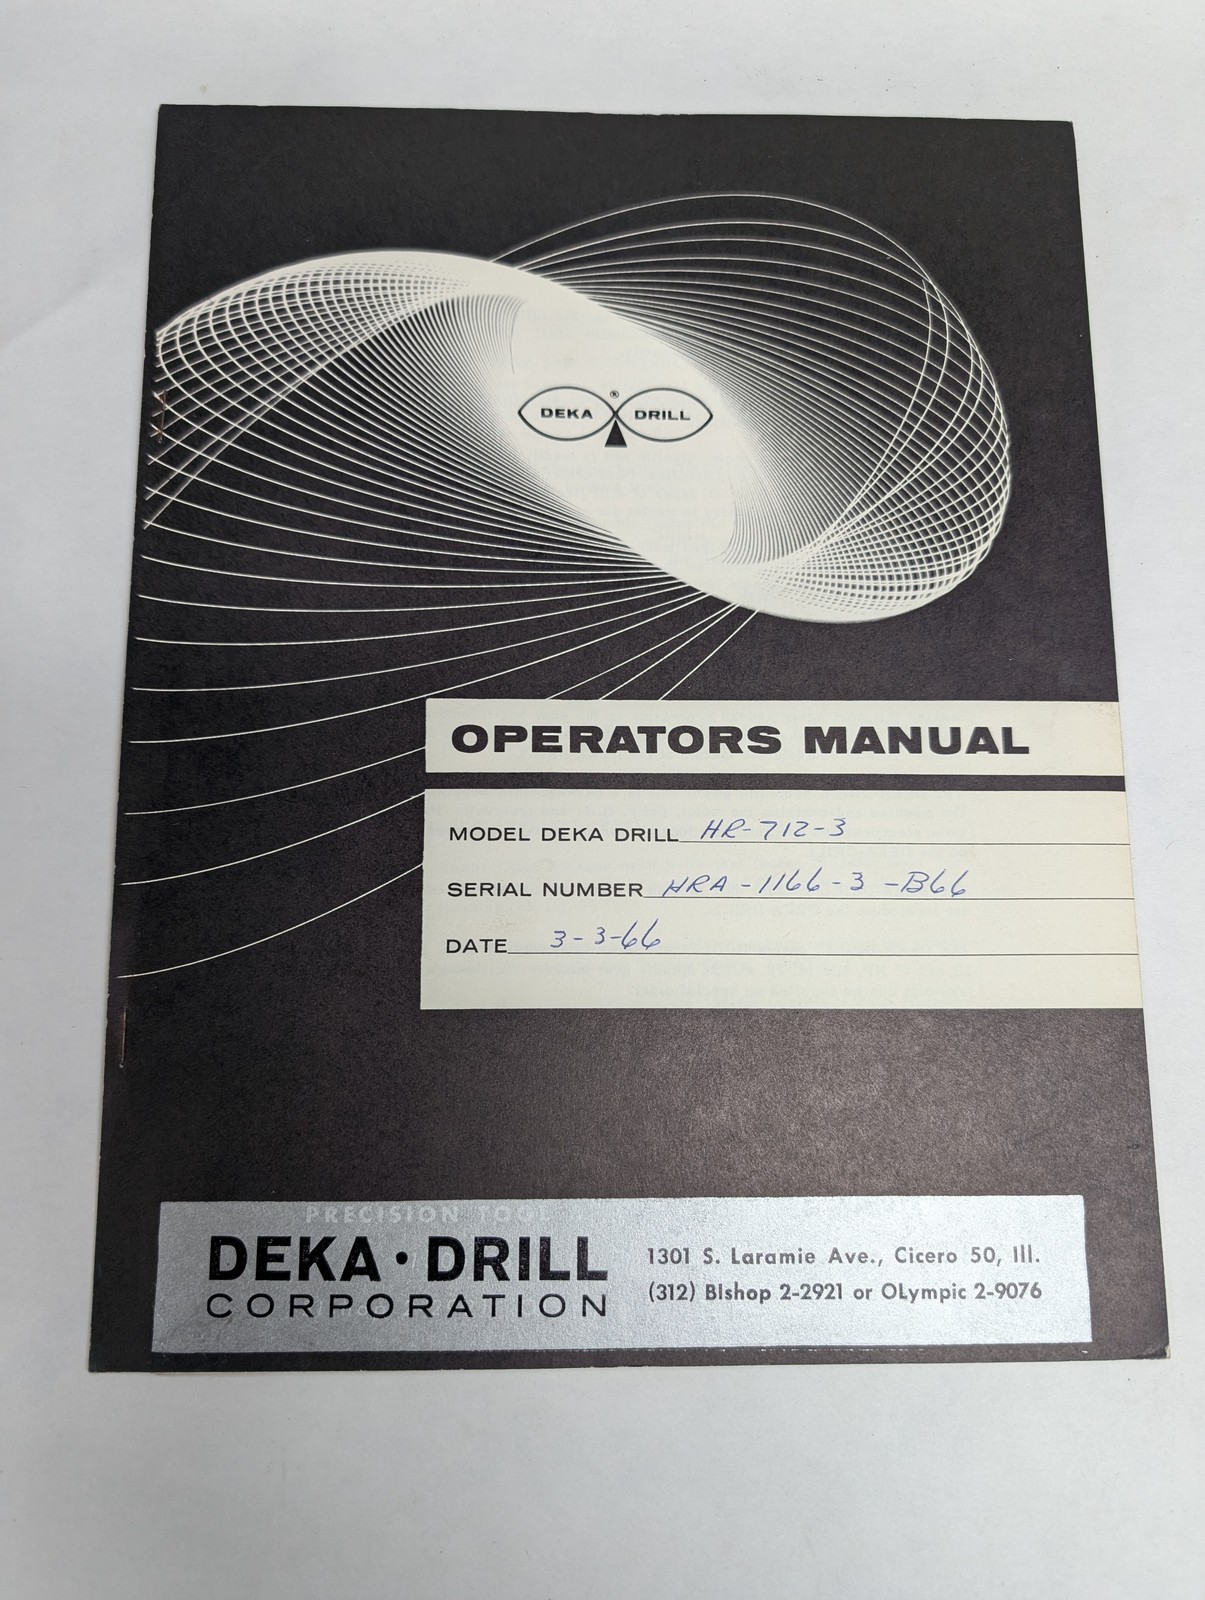 DEKA DRILL ®
OPERATORS MANUAL
MODEL DEKA DRILL HR-712-3
SERIAL NUMBER HRA-1166-3-B66
DATE 3-3-66
PRECISION TOOL
DEKA • DRILL
CORPORATION
1301 S. Laramie Ave., Cicero 50, Ill.
(312) BIshop 2-2921 or OLympic 2-9076